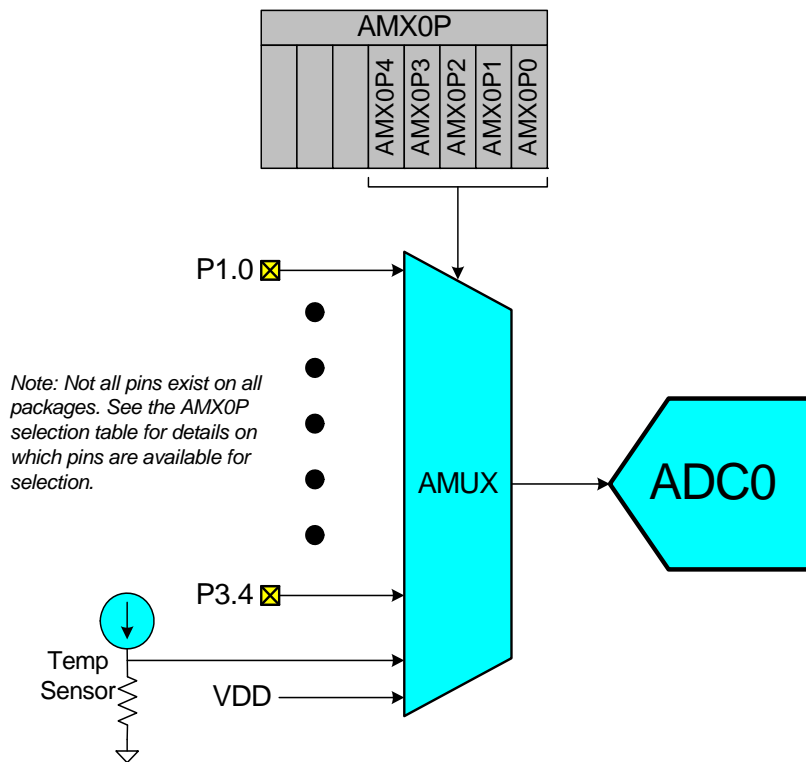 AMX0P
AMX0P4
AMX0P3
AMX0P2
AMX0P1
AMX0P0
P1.0
Note: Not all pins exist on all
packages. See the AMX0P
selection table for details on
which pins are available for
selection.
AMUX
ADC0
P3.4
Temp
Sensor
VDD